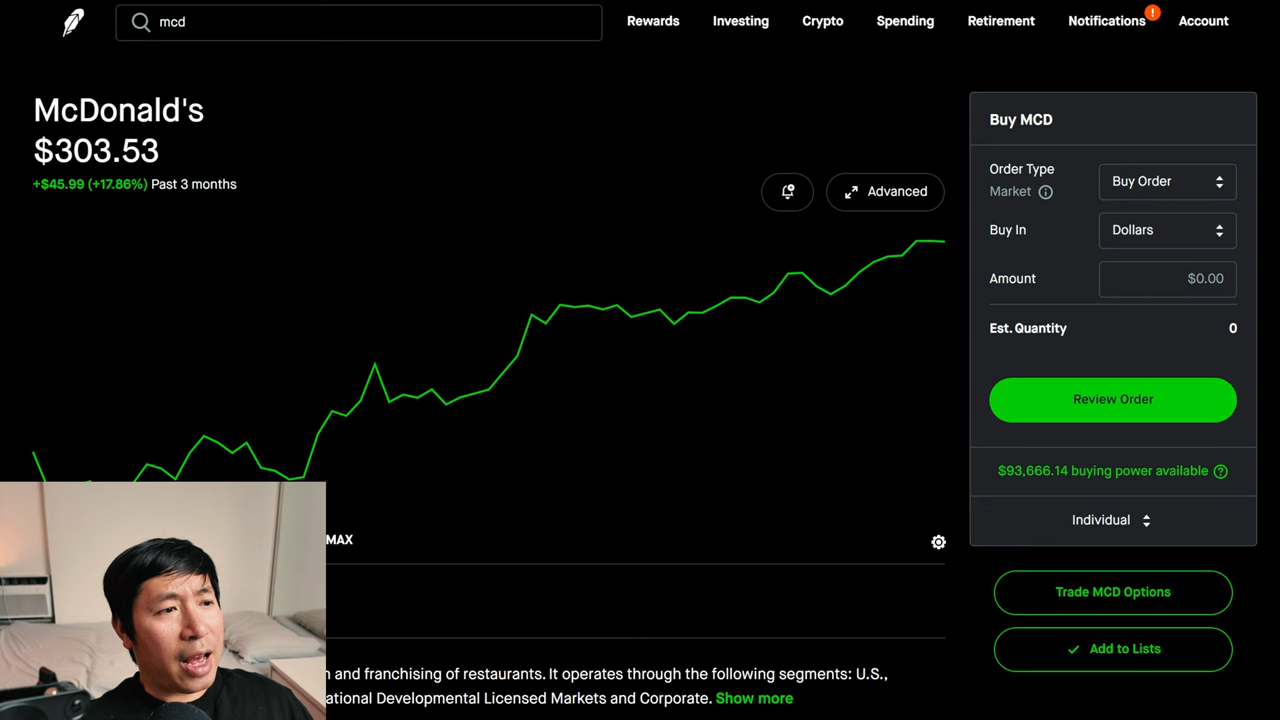 mcd
Rewards
Investing
Crypto
Spending
Retirement
Notifications
!
Account
McDonald's
$303.53
+$45.99 (+17.86%) Past 3 months
Advanced
MAX
and franchising of restaurants. It operates through the following segments: U.S.,
Developmental Licensed Markets and Corporate. Show more
Buy MCD
Order Type
Market
Buy Order
Buy In
Dollars
Amount
$0.00
Est. Quantity
0
Review Order
$93,666.14 buying power available
Individual
Trade MCD Options
Add to Lists